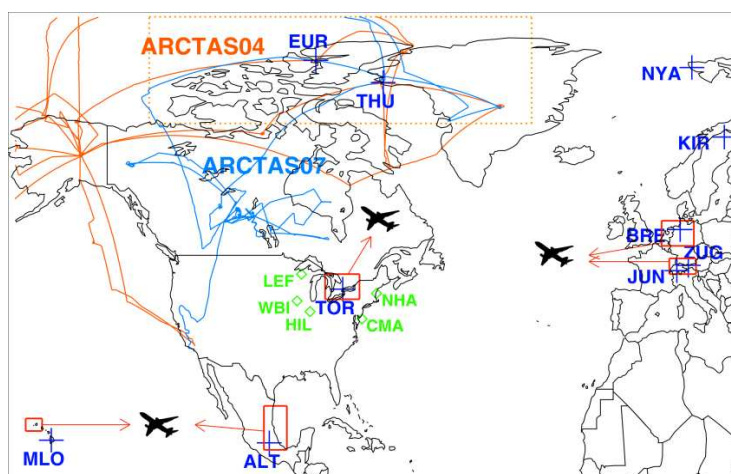 ARCTAS04
EUR
THU
NYA
KIR
ARCTAS07
BRE
ZUG
JUN
LEF
WBI
HIL
TOR
NHA
CMA
MLO
ALT